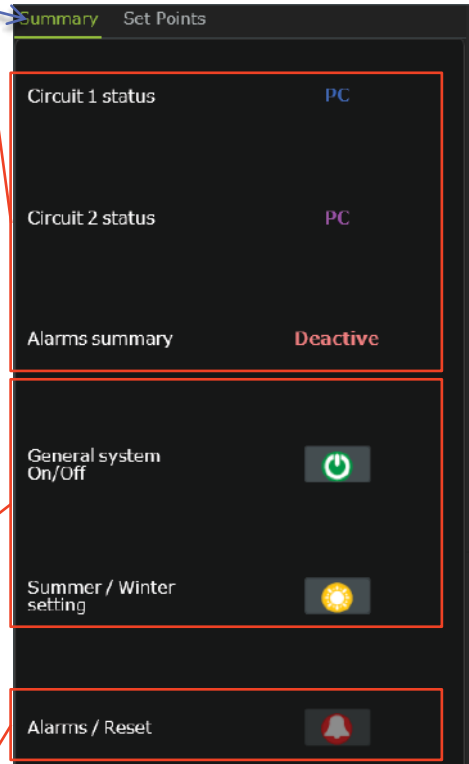 Summary Set Points
Circuit 1 status PC
Circuit 2 status PC
Alarms summary Deactive
General system
On/Off
Summer / Winter
setting
Alarms / Reset